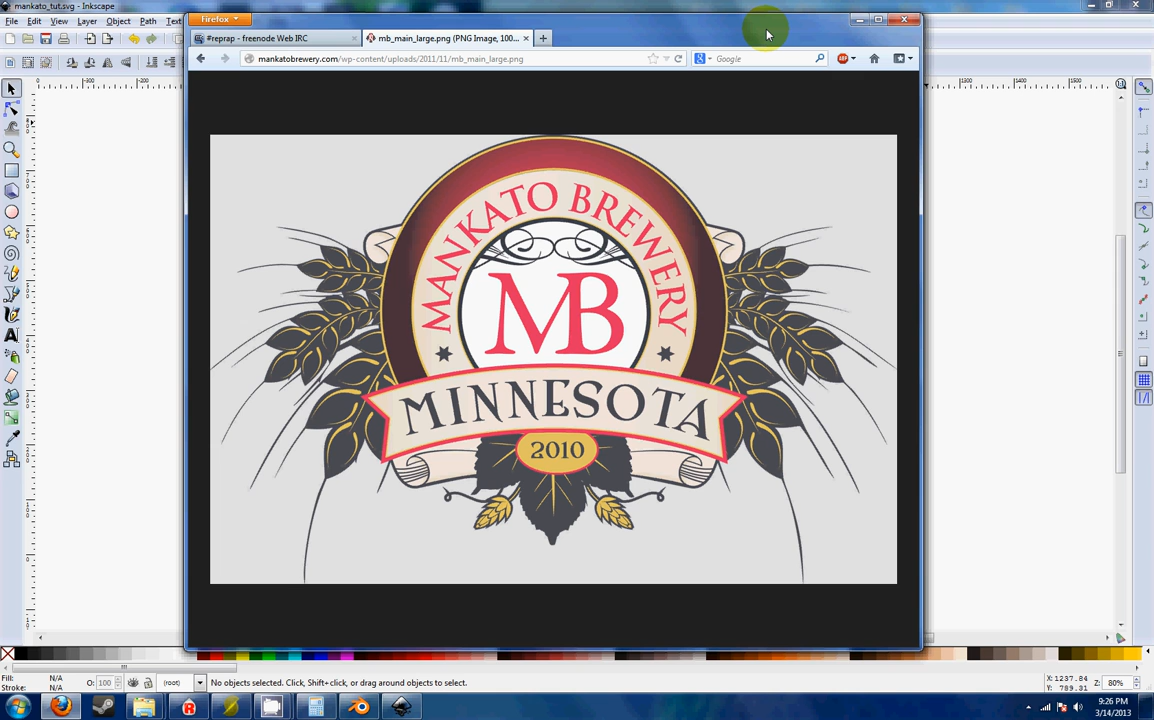 mankato_tut.svg - Inkscape
File Edit View Layer Object Path Text
Firefox
#reprap - freenode Web IRC
mb_main_large.png (PNG Image, 100...
mankatobrewery.com/wp-content/uploads/2011/11/mb_main_large.png
Google
ABP
MANKATO BREWERY
MB
MINNESOTA
2010
Fill: N/A
Stroke: N/A
O: 100
(root)
No objects selected. Click, Shift+click, or drag around objects to select.
X: 1237.84
Y: 789.31
Z: 80%
9:26 PM
3/14/2013